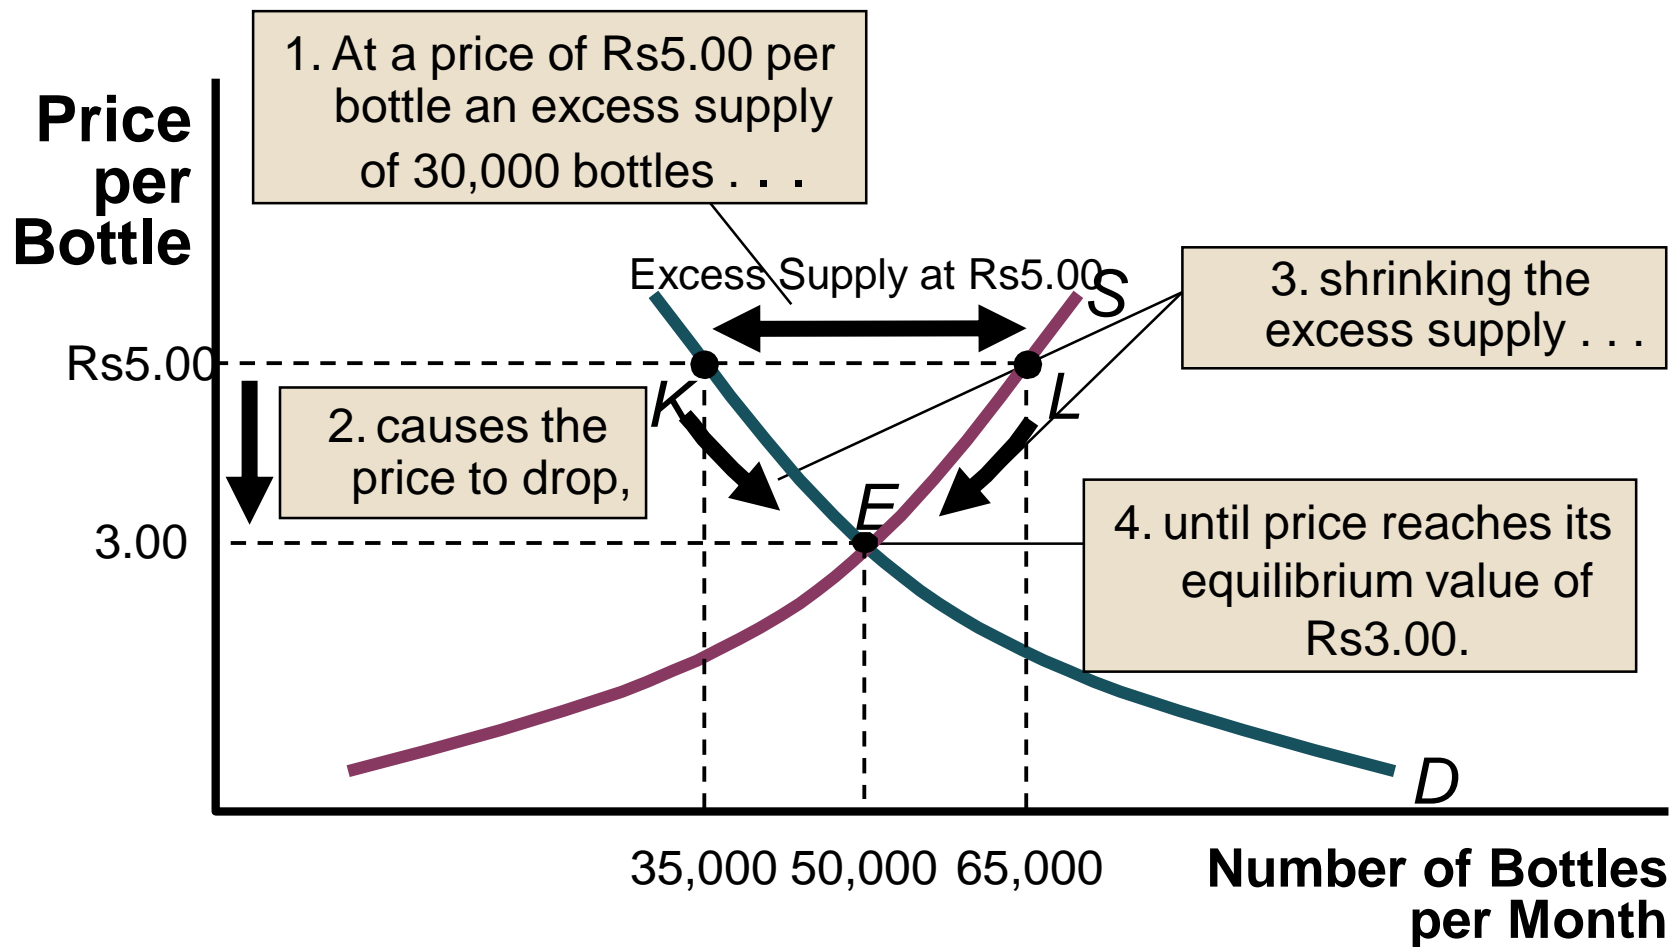 1. At a price of Rs5.00 per
bottle an excess supply
of 30,000 bottles . . .
Price
per
Bottle
Excess Supply at Rs5.00
S
3. shrinking the
excess supply . . .
Rs5.00
K
L
2. causes the
price to drop,
E
3.00
4. until price reaches its
equilibrium value of
Rs3.00.
D
35,000 50,000 65,000
Number of Bottles
per Month